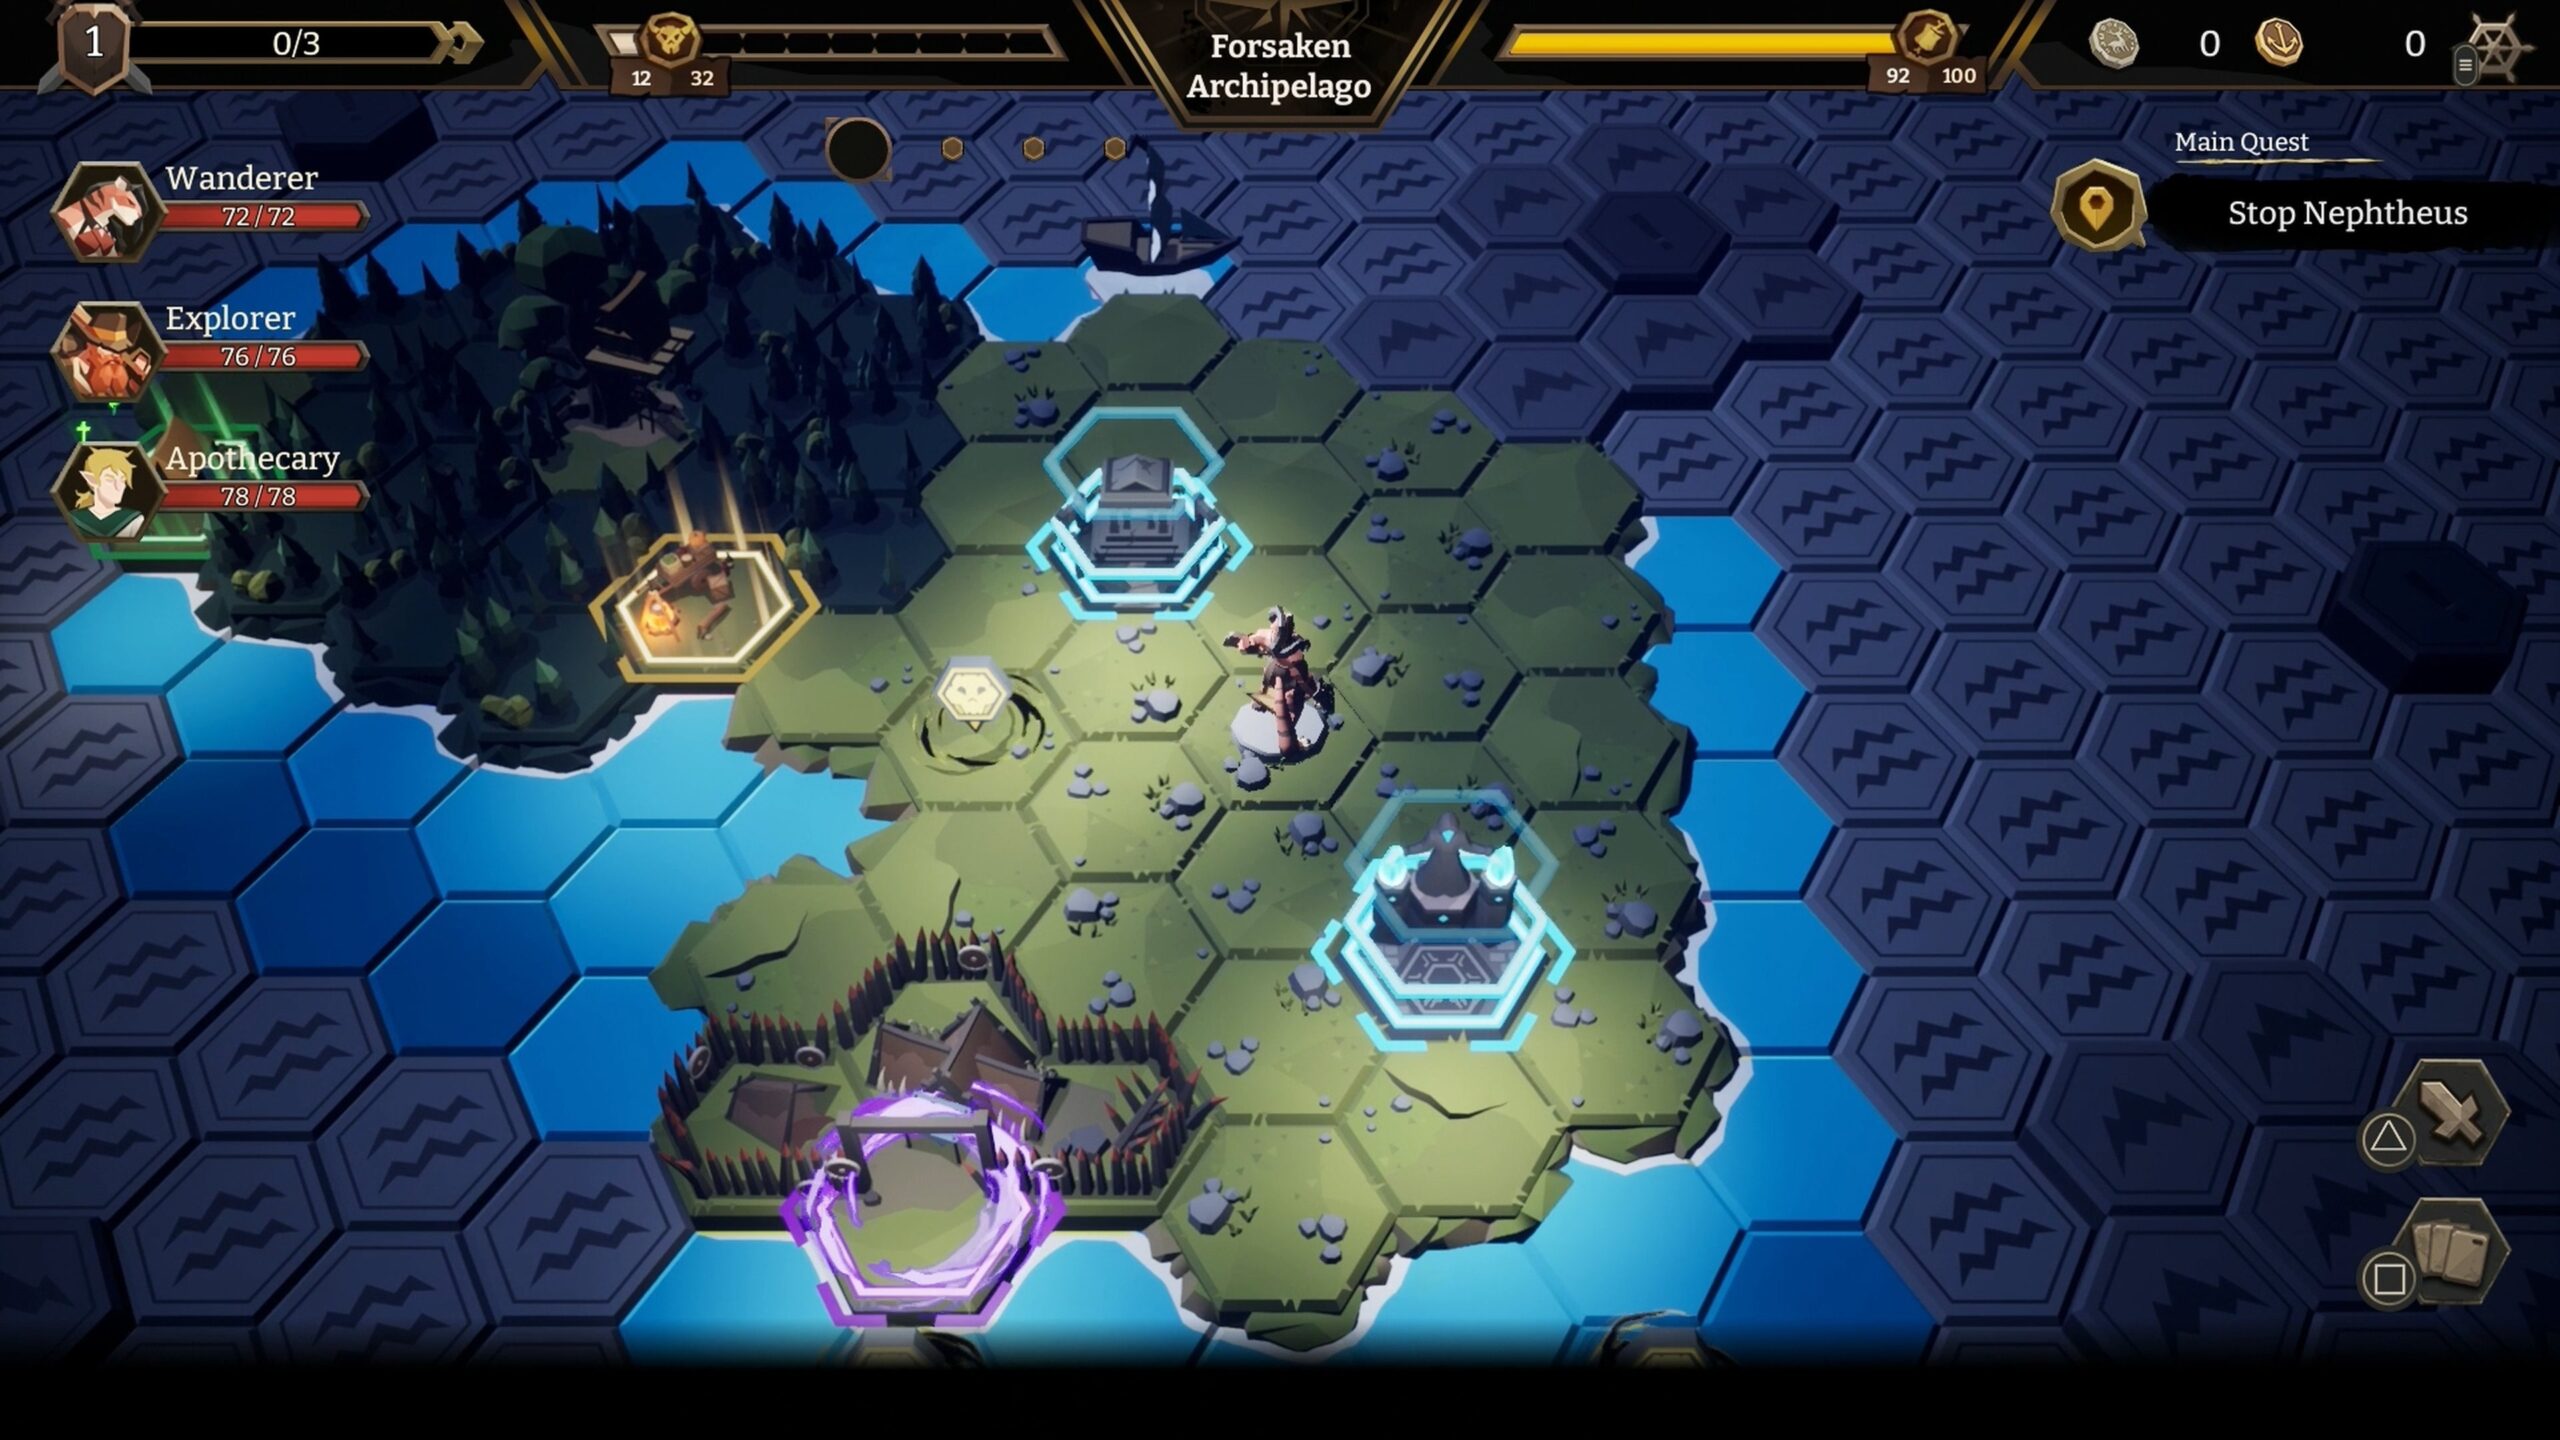 1
0/3
12 32
Forsaken
Archipelago
92 100
0
0
Main Quest
Stop Nephtheus
Wanderer
72/72
Explorer
76/76
Apothecary
78/78